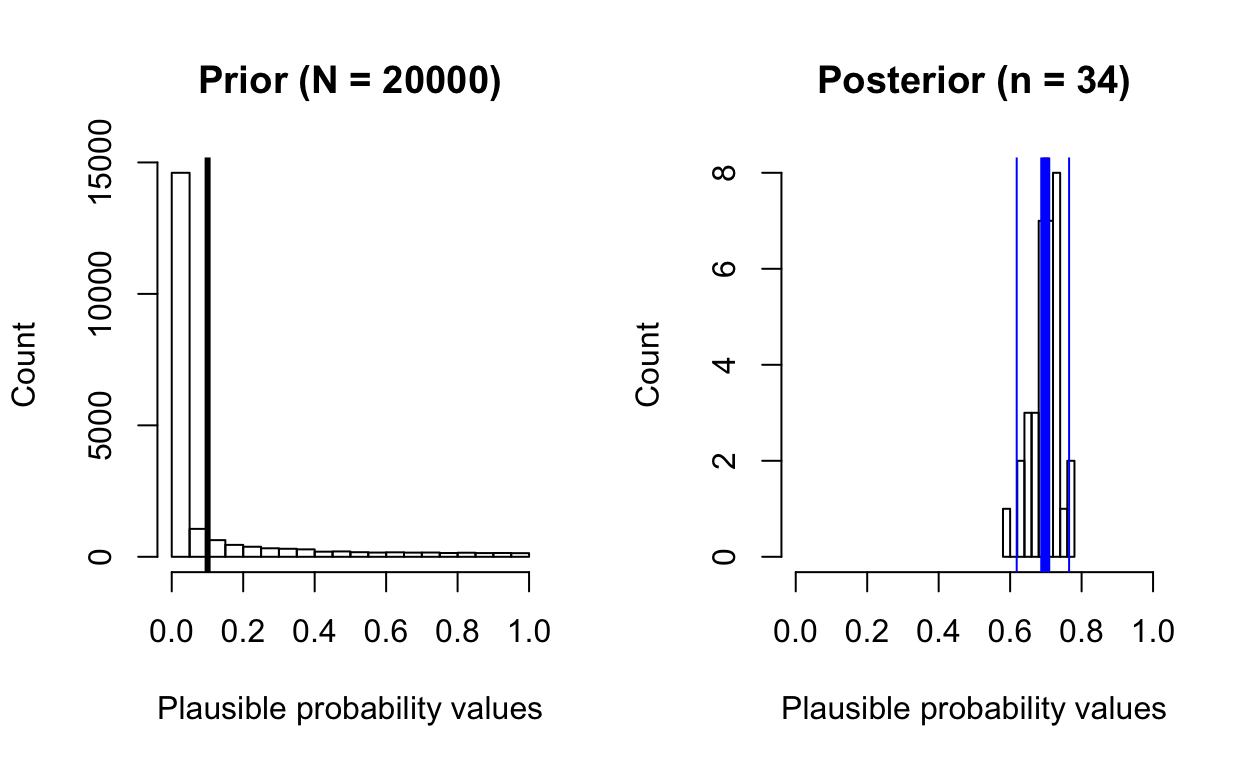 Prior (N = 20000)
Count
15000
10000
5000
0
0.0 0.2 0.4 0.6 0.8 1.0
Plausible probability values
Posterior (n = 34)
Count
8
6
4
2
0
0.0 0.2 0.4 0.6 0.8 1.0
Plausible probability values